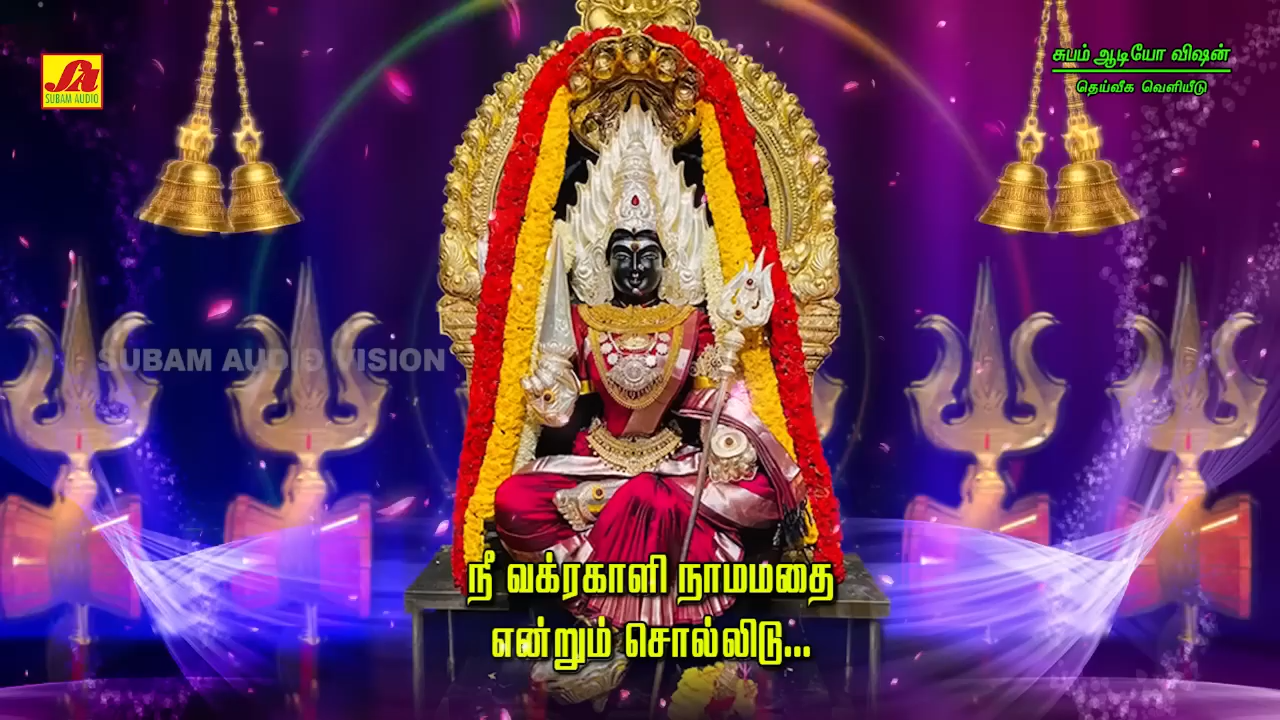 SUBAM AUDIO
சுபம் ஆடியோ விஷன்
தெய்வீக வெளியீடு
SUBAM AUDIO VISION
நீ வக்ரகாளி நாமமதை
என்றும் சொல்லிடு...